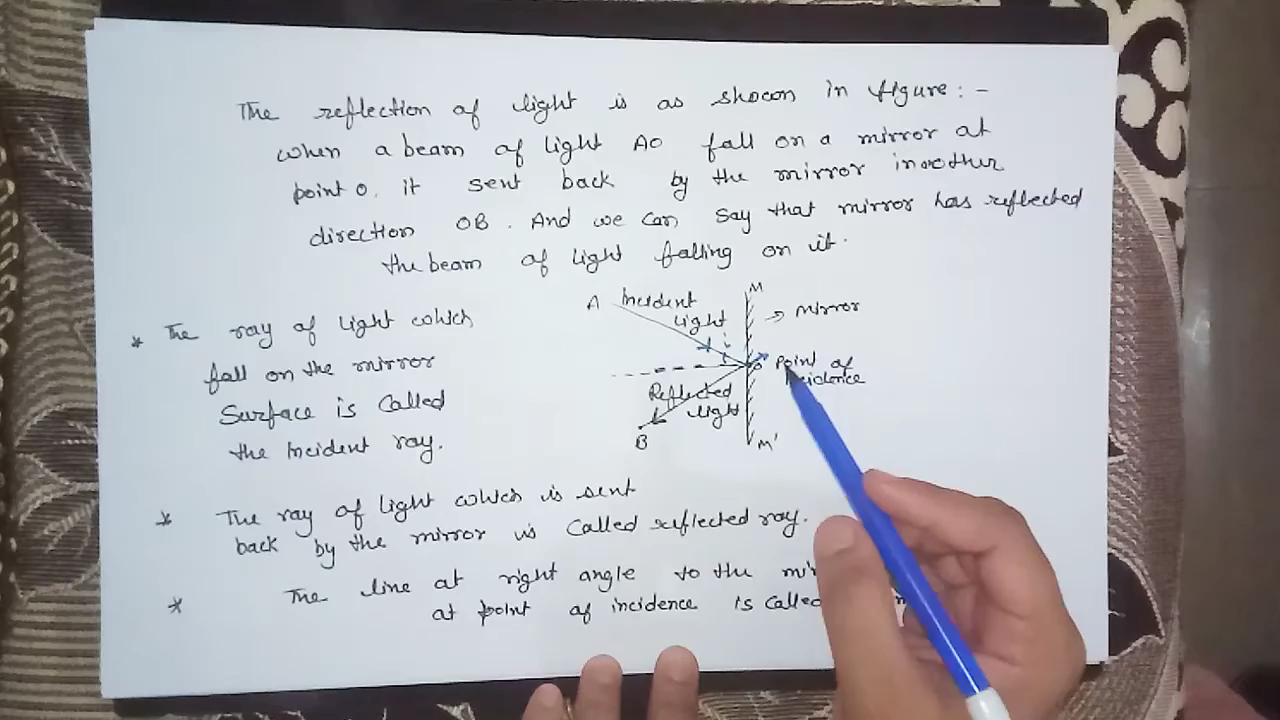 The reflection of light is as shown in figure : -
when a beam of light AO fall on a mirror at
point O. it sent back by the mirror in other
direction OB. And we can say that mirror has reflected
the beam of light falling on it.
* The ray of light which
fall on the mirror
Surface is called
the Incident ray.
A Incident
light
i
M
→ mirror
O
Point of
Reflected
light
B
M'
* The ray of light which is sent
back by the mirror is called reflected ray.
* The line at right angle to the
at point of incidence is called